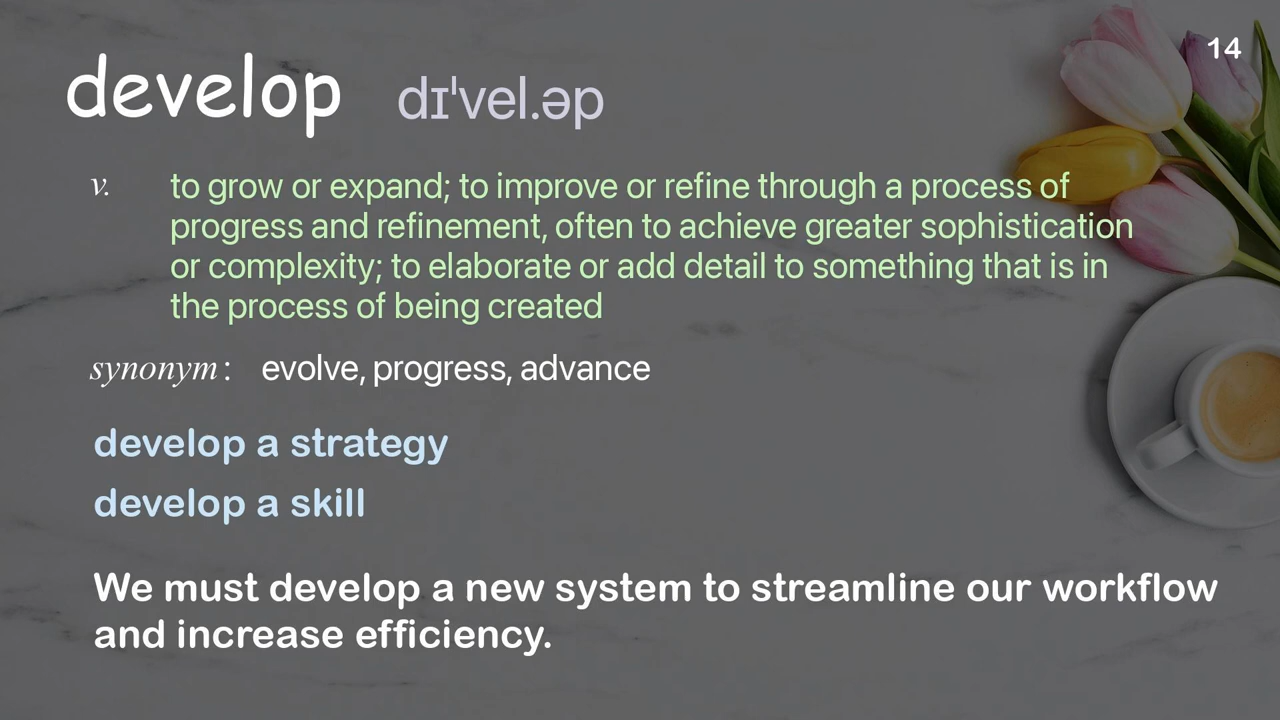 14
develop dɪˈvel.əp
v. to grow or expand; to improve or refine through a process of
progress and refinement, often to achieve greater sophistication
or complexity; to elaborate or add detail to something that is in
the process of being created
synonym: evolve, progress, advance
develop a strategy
develop a skill
We must develop a new system to streamline our workflow
and increase efficiency.